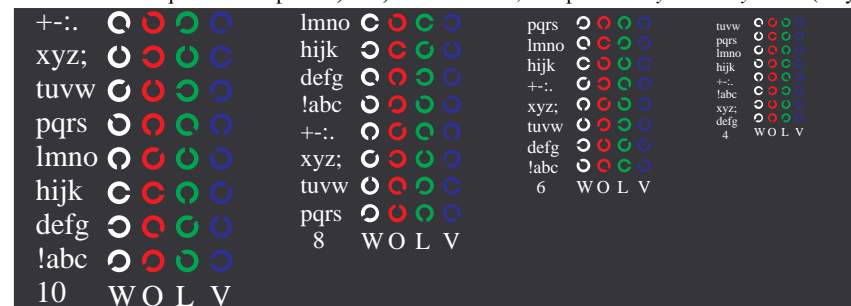 +-:.
xyz;
tuvw
pqrs
lmno
hijk
defg
!abc
10 W O L V
lmno
hijk
defg
!abc
+-:.
xyz;
tuvw
pqrs
8 W O L V
pqrs
lmno
hijk
+-:.
xyz;
tuvw
defg
!abc
6 W O L V
tuvw
pqrs
lmno
hijk
+-:.
!abc
xyz;
defg
4 W O L V